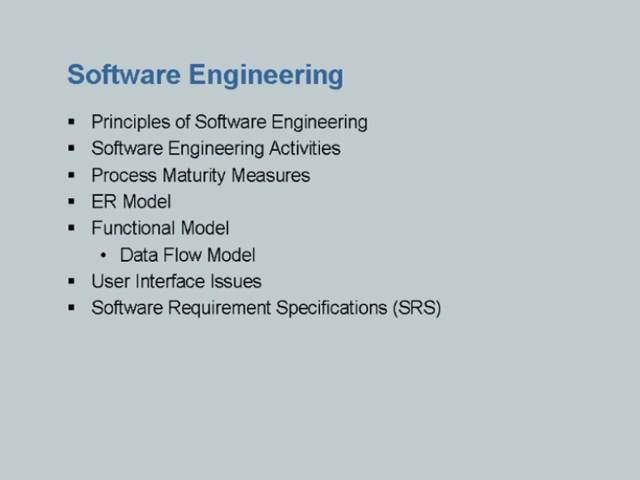 Software Engineering
▪ Principles of Software Engineering
▪ Software Engineering Activities
▪ Process Maturity Measures
▪ ER Model
▪ Functional Model
• Data Flow Model
▪ User Interface Issues
▪ Software Requirement Specifications (SRS)